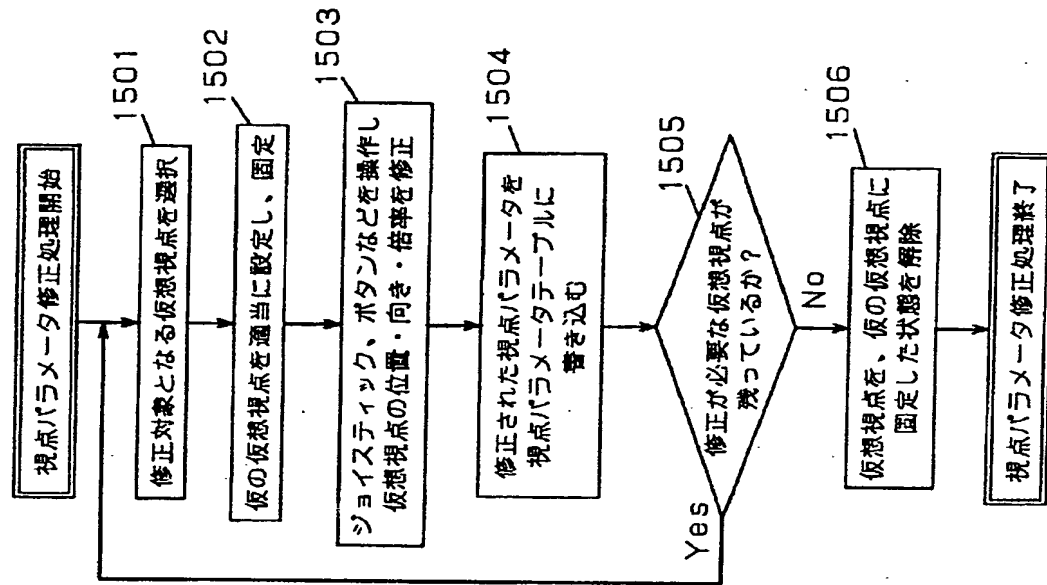 視点パラメータ修正処理開始
1501
修正対象となる仮想視点を選択
1502
仮の仮想視点を適当に設定し、固定
1503
ジョイスティック、ボタンなどを操作し
仮想視点の位置・向き・倍率を修正
1504
修正された視点パラメータを
視点パラメータテーブルに
書き込む
1505
修正が必要な仮想視点が
残っているか？
Yes
No
1506
仮想視点を、仮の仮想視点に
固定した状態を解除
視点パラメータ修正処理終了